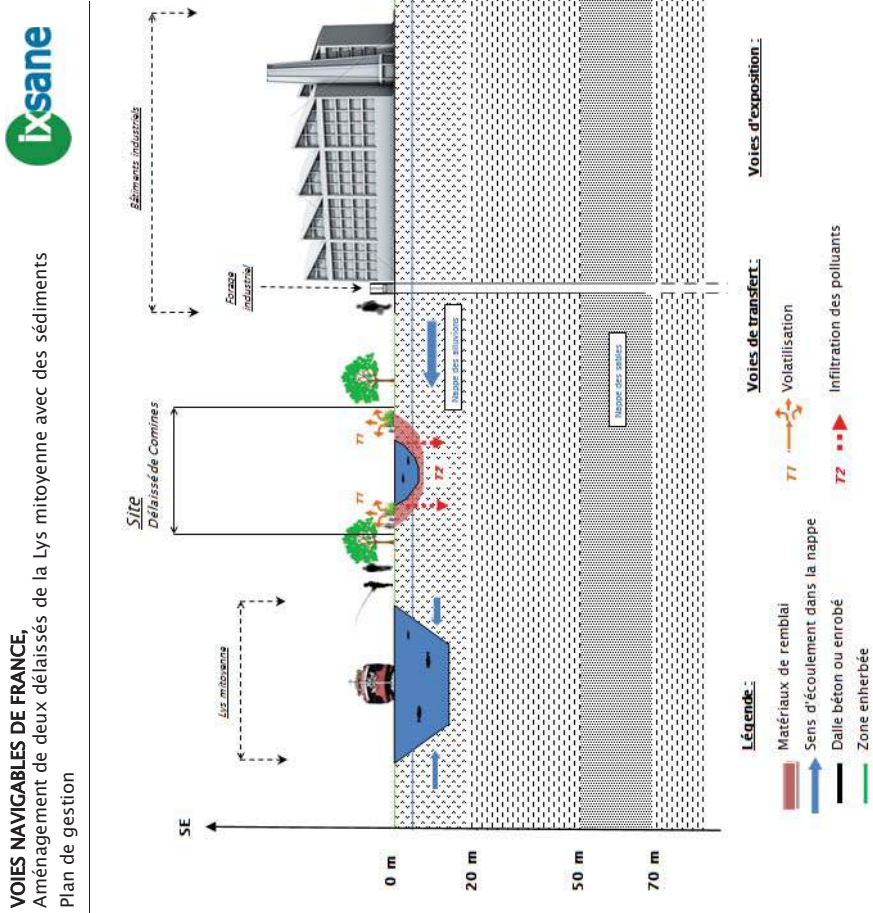 VOIES NAVIGABLES DE FRANCE,
Aménagement de deux délaissés de la Lys mitoyenne avec des sédiments
Plan de gestion
ixsane
SE
Lys mitoyenne
Site
Délaissé de Comines
Forage
industriel
Bâtiments industriels
T1
T1
T2
Nappe des alluvions
Nappe des sables
0 m
20 m
50 m
70 m
Légende :
Matériaux de remblai
Sens d'écoulement dans la nappe
Dalle béton ou enrobé
Zone enherbée
Voies de transfert :
T1 Volatilisation
T2 Infiltration des polluants
Voies d'exposition :